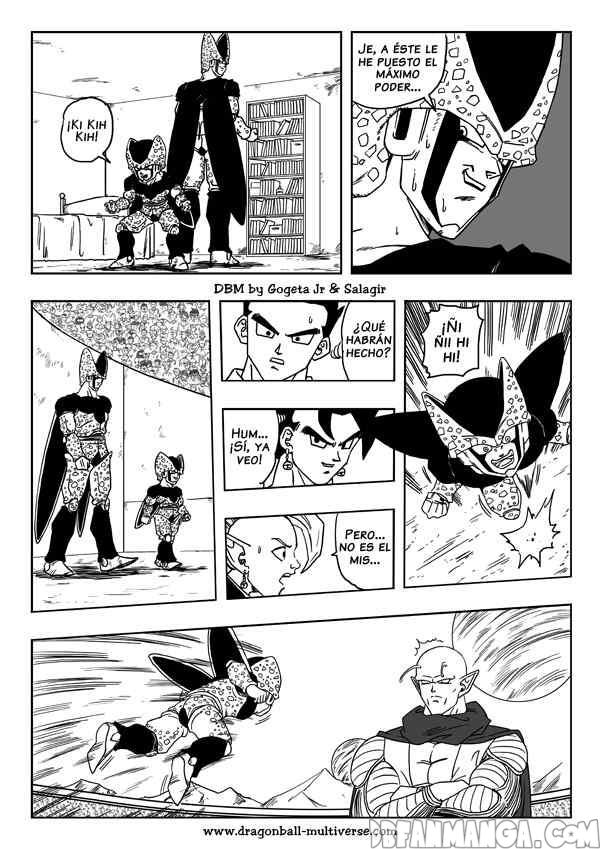 ¡KI KIH
KIH!
JE, A ÉSTE LE
HE PUESTO EL
MÁXIMO
PODER...
DBM by Gogeta Jr & Salagir
¿QUÉ
HABRÁN
HECHO?
HUM...
¡SÍ, YA
VEO!
PERO...
NO ES EL
MIS...
¡ÑI
ÑII HI
HI!
www.dragonball-multiverse.com
DBFANMANGA.COM